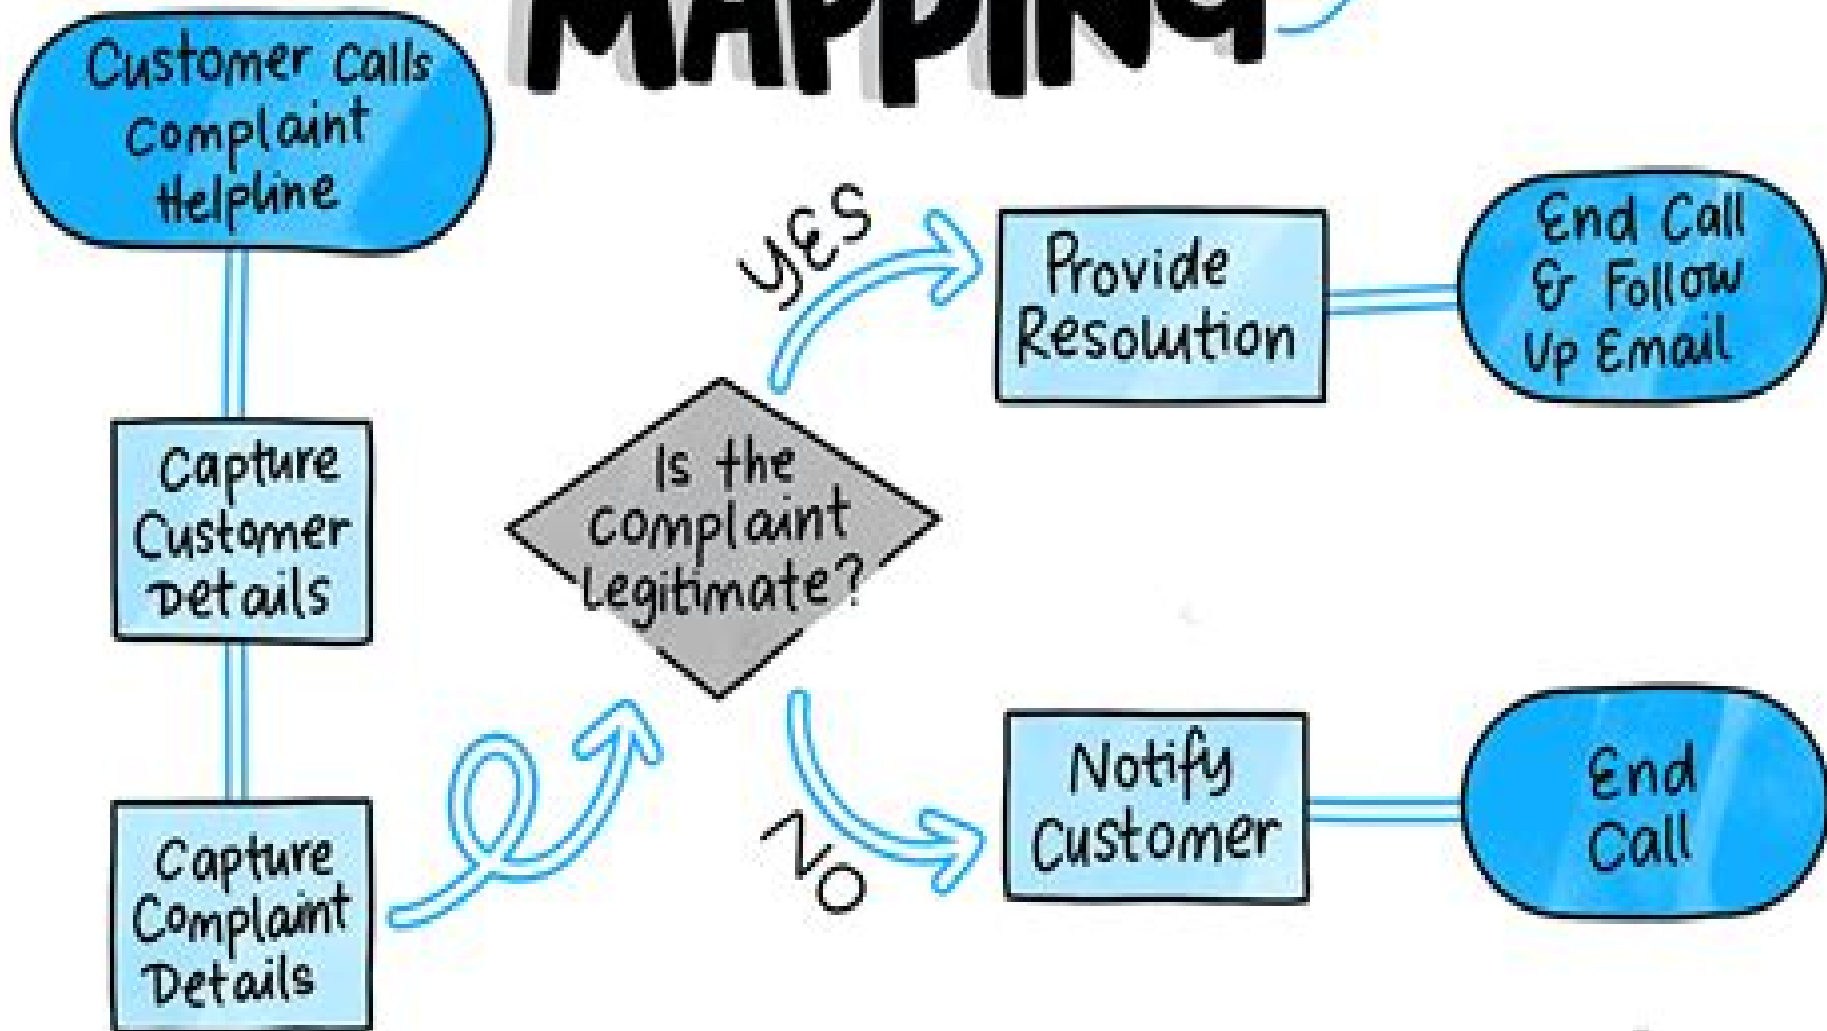 MAPPING
Customer Calls
Complaint
Helpline
Capture
Customer
Details
Capture
Complaint
Details
Is the
Complaint
Legitimate?
YES
Provide
Resolution
End Call
& Follow
Up Email
NO
Notify
Customer
End
Call